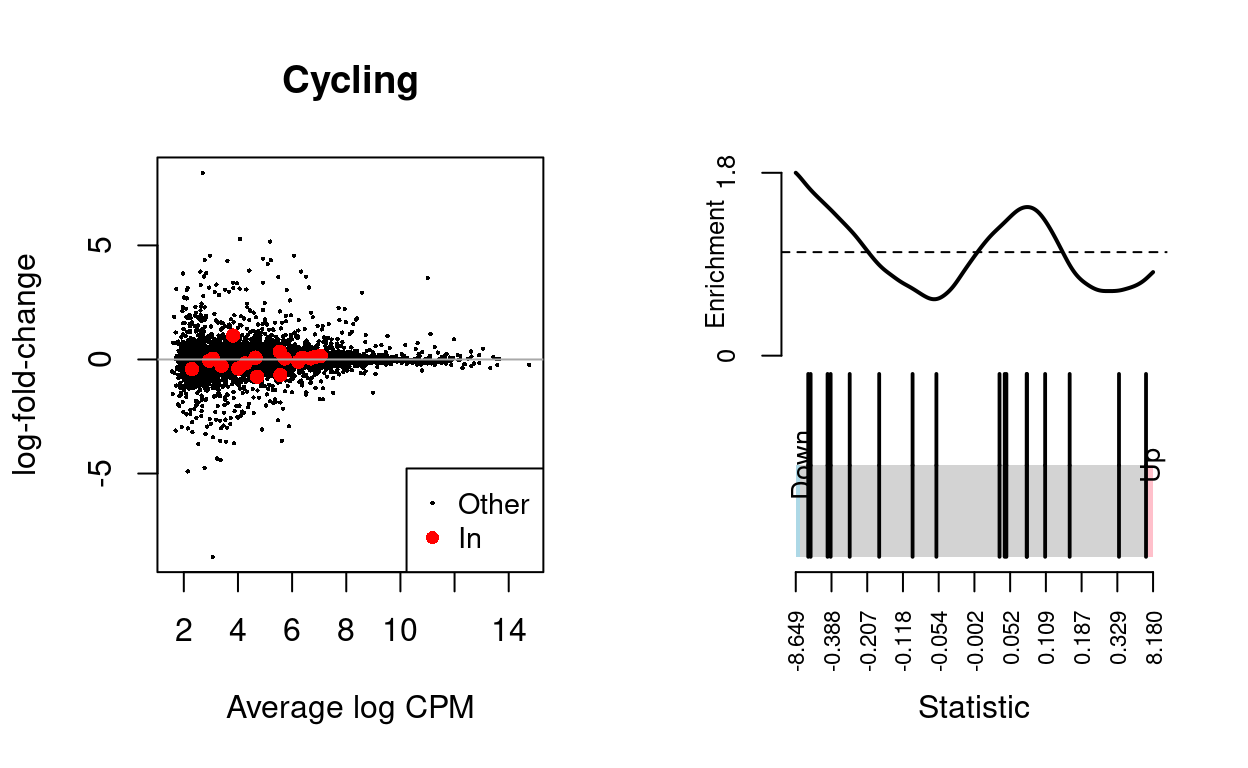 Cycling
log-fold-change
5
0
-5
Other
In
2 4 6 8 10 14
Average log CPM
Enrichment
1.8
0
Down
Up
-8.649 -0.388 -0.207 -0.118 -0.054 -0.002 0.052 0.109 0.187 0.329 8.180
Statistic